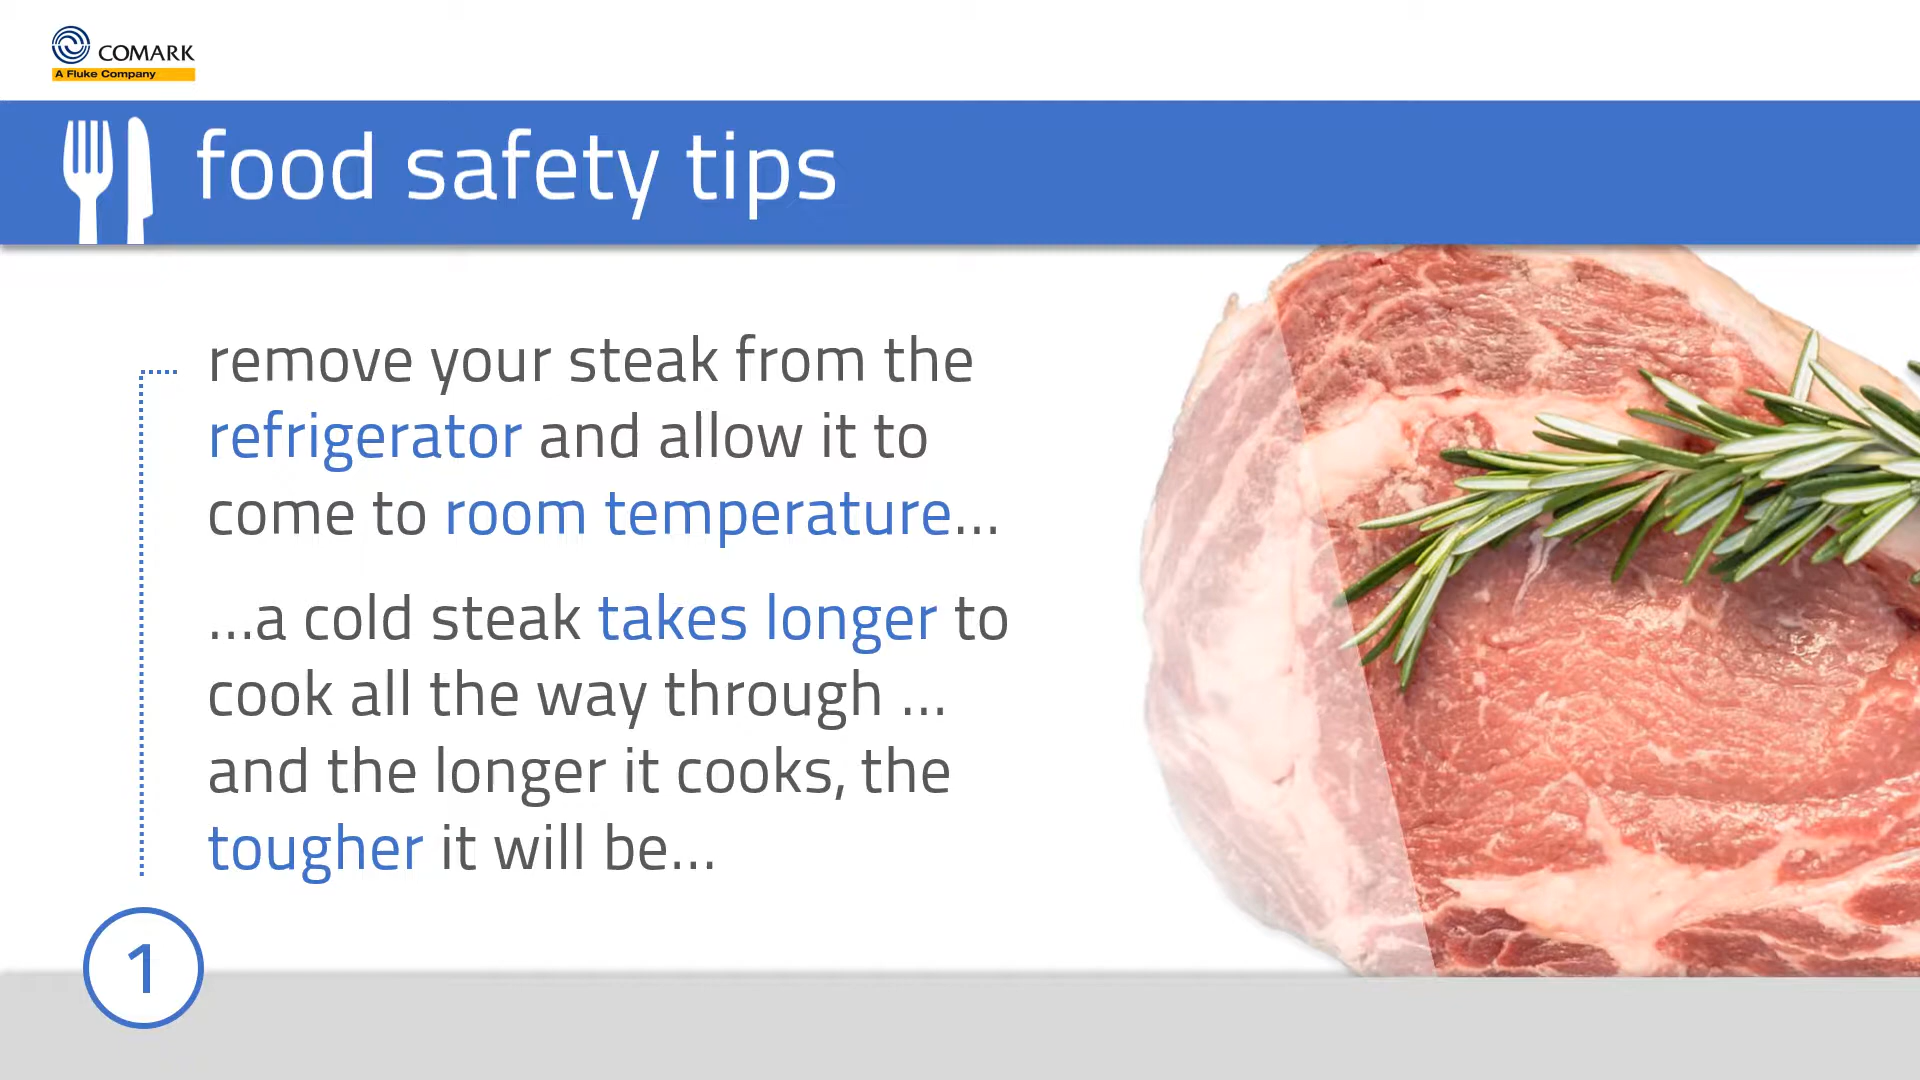 COMARK
A Fluke Company
food safety tips
remove your steak from the
refrigerator and allow it to
come to room temperature...
...a cold steak takes longer to
cook all the way through ...
and the longer it cooks, the
tougher it will be...
1